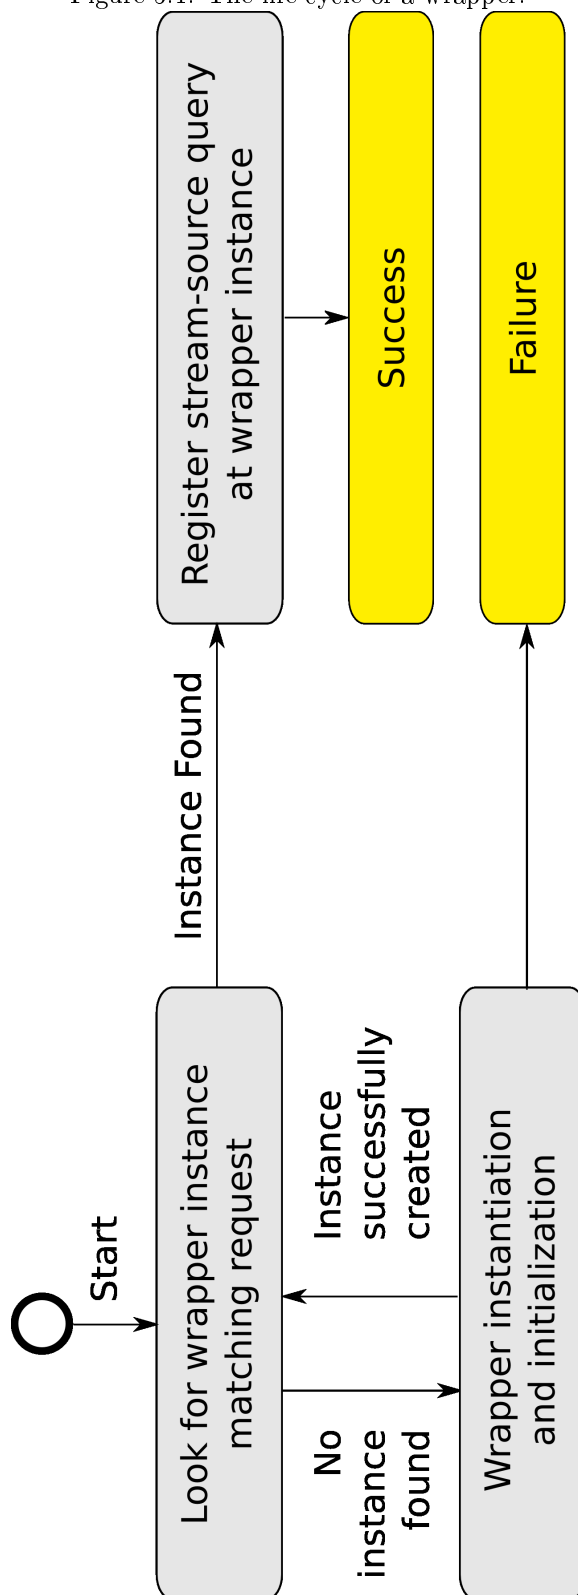 Figure 3.1: The life cycle of a wrapper.
Start
Look for wrapper instance
matching request
No
instance
found
Instance
successfully
created
Wrapper instantiation
and initialization
Instance Found
Register stream-source query
at wrapper instance
Success
Failure